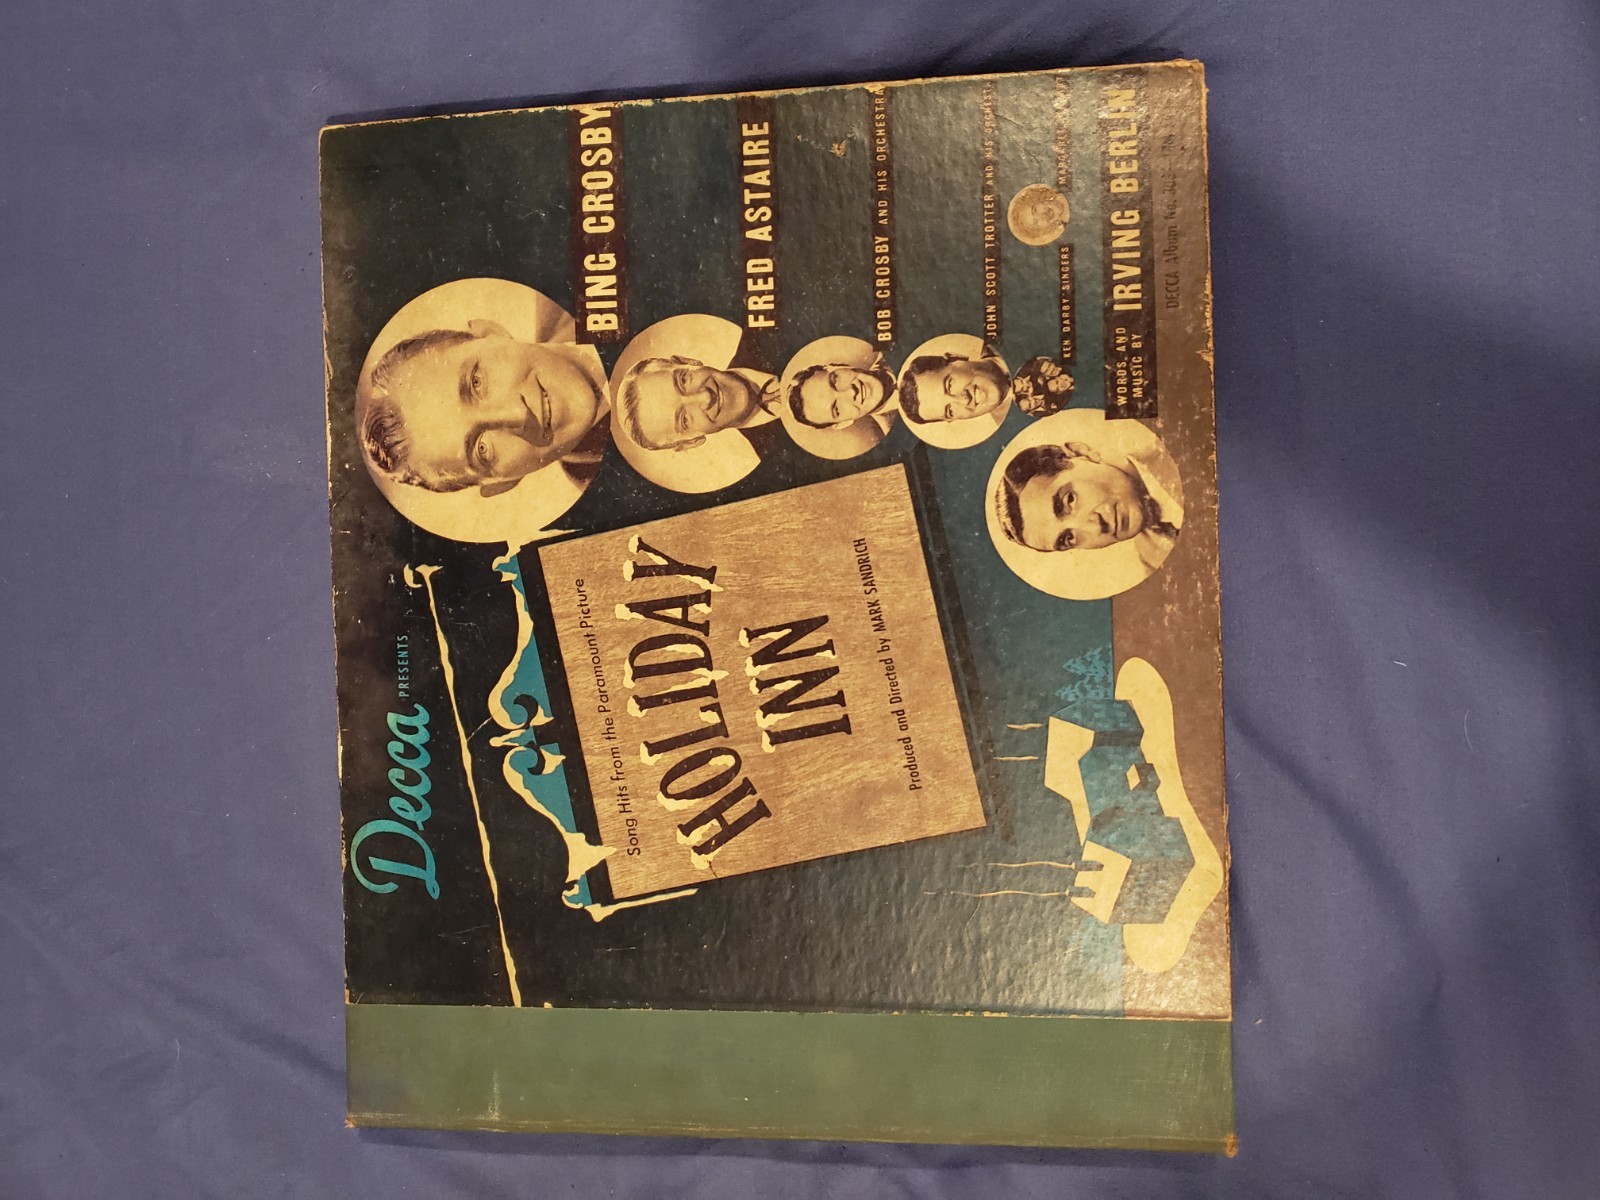 Decca PRESENTS
Song Hits from the Paramount Picture
HOLIDAY
INN
Produced and Directed by MARK SANDRICH
BING CROSBY
FRED ASTAIRE
BOB CROSBY AND HIS ORCHESTRA
JOHN SCOTT TROTTER AND HIS ORCHESTRA
KEN DARBY SINGERS
MARGARET
WORDS AND
MUSIC BY
IRVING BERLIN
DECCA Album No. 306